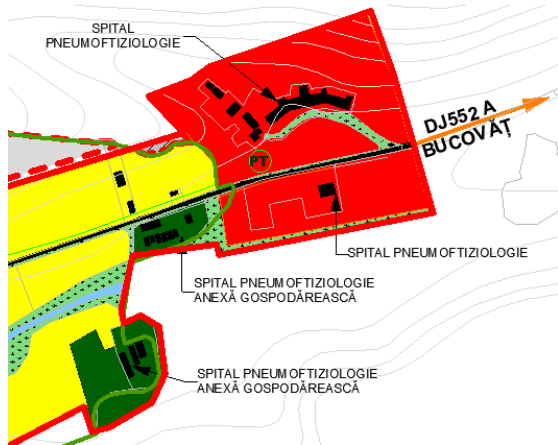 SPITAL
PNEUMOFTIZIOLOGIE
DJ552 A
BUCOVĂȚ
PT
SPITAL PNEUMOFTIZIOLOGIE
SPITAL PNEUMOFTIZIOLOGIE
ANEXĂ GOSPODĂREASCĂ
SPITAL PNEUMOFTIZIOLOGIE
ANEXĂ GOSPODĂREASCĂ